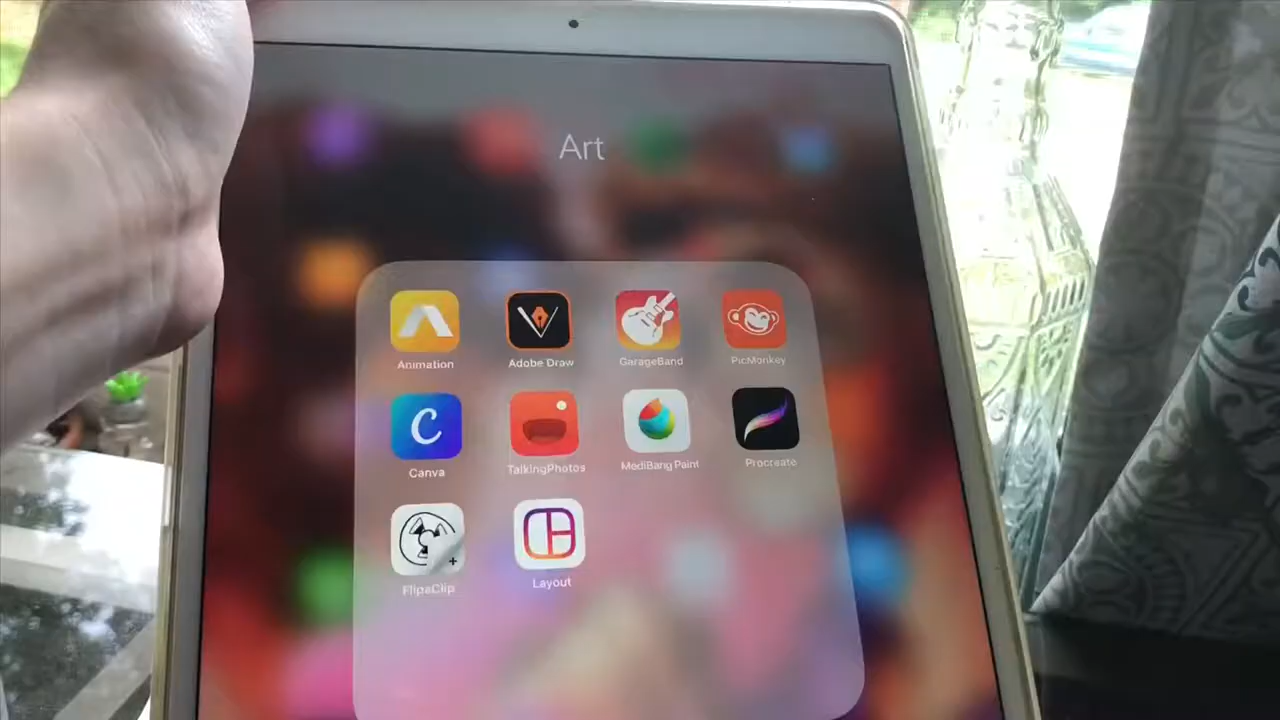 Art
Animation
Adobe Draw
GarageBand
PicMonkey
C
Canva
TalkingPhotos
MediBang Paint
Procreate
FlipaClip
Layout